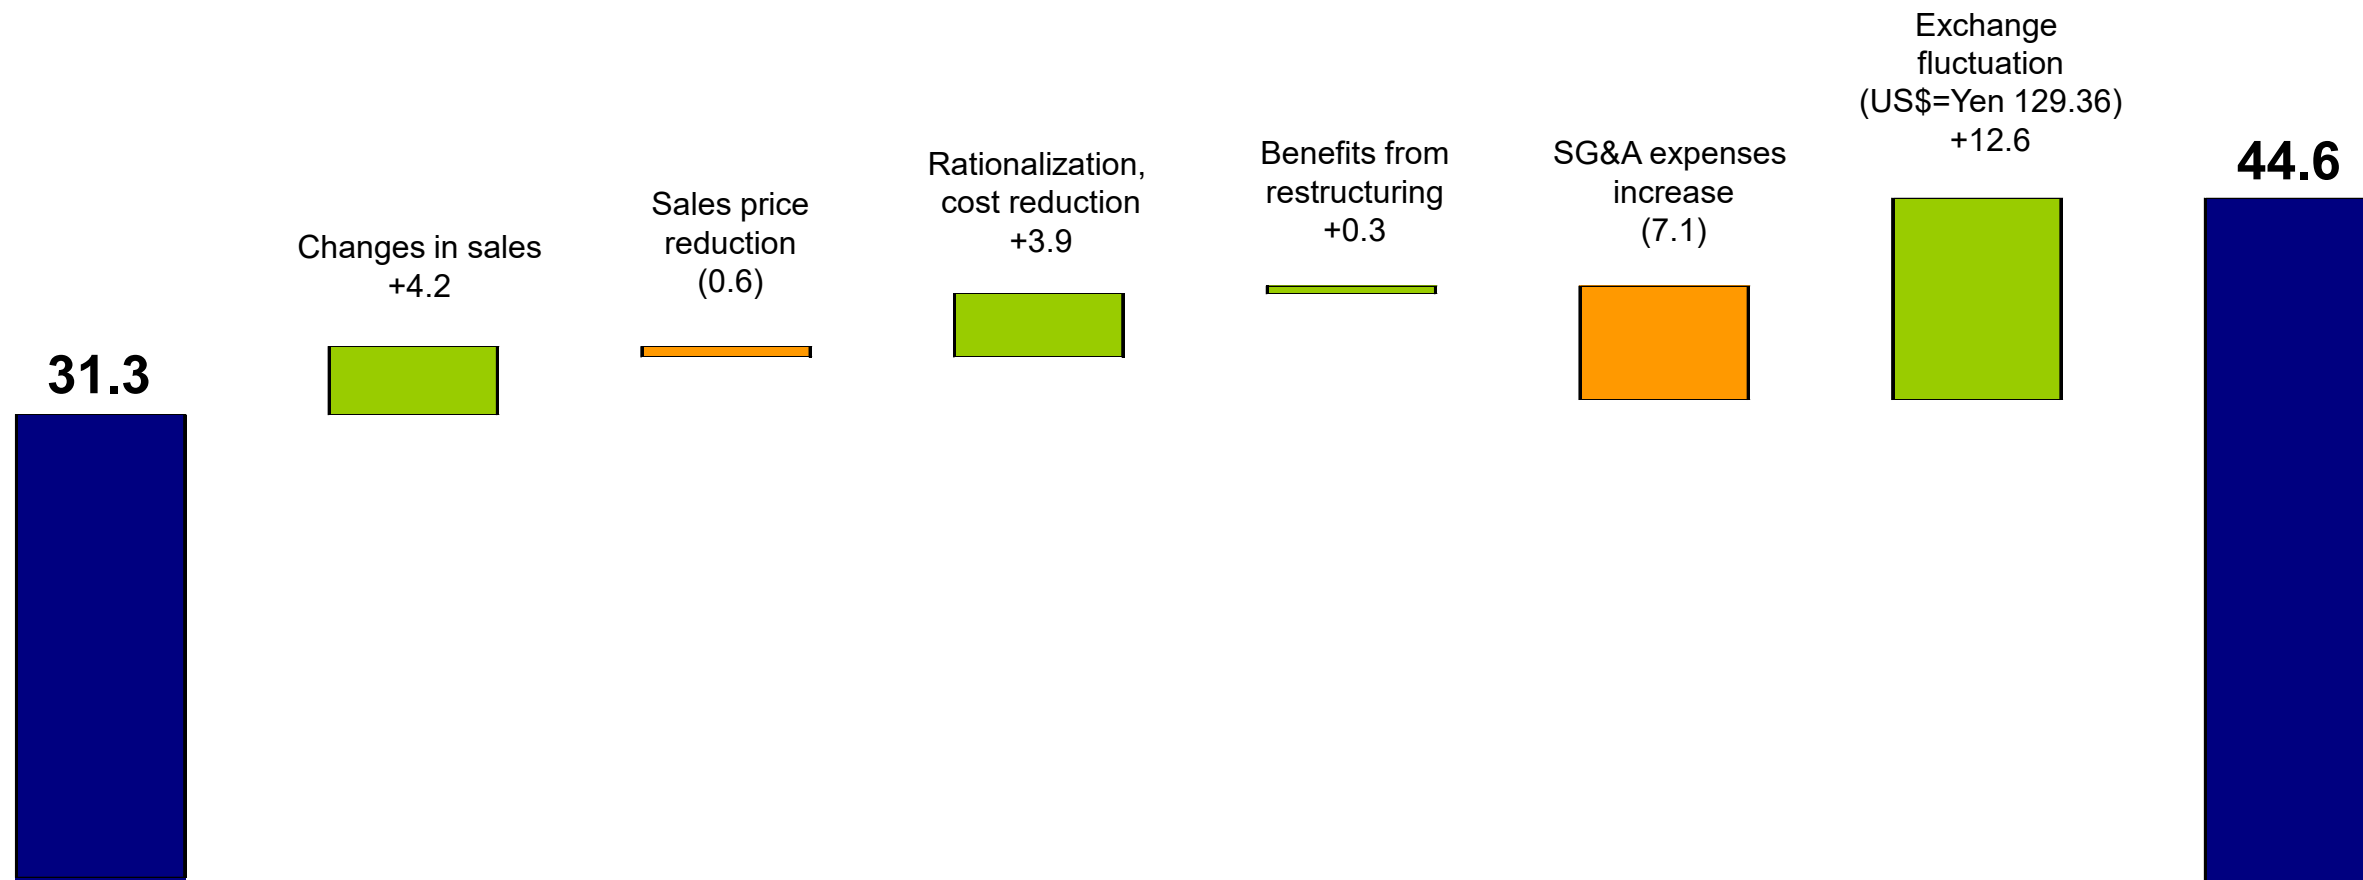 31.3
Changes in sales
+4.2
Sales price
reduction
(0.6)
Rationalization,
cost reduction
+3.9
Benefits from
restructuring
+0.3
SG&A expenses
increase
(7.1)
Exchange
fluctuation
(US$=Yen 129.36)
+12.6
44.6